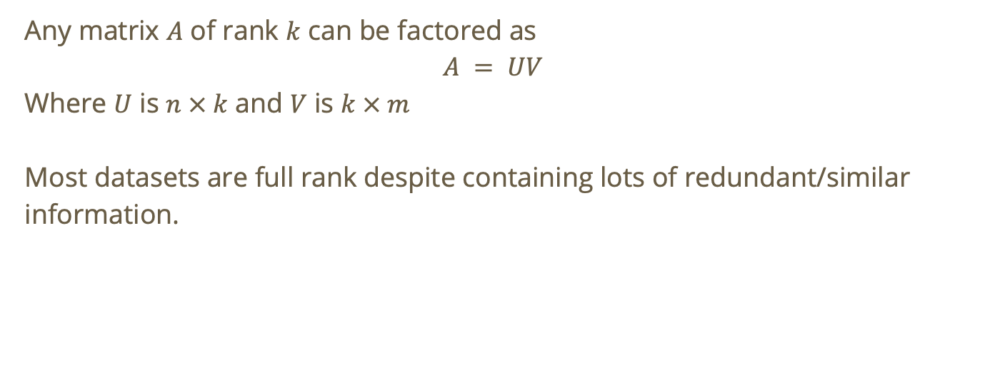 Any matrix A of rank k can be factored as
A = UV
Where U is n × k and V is k × m
Most datasets are full rank despite containing lots of redundant/similar
information.